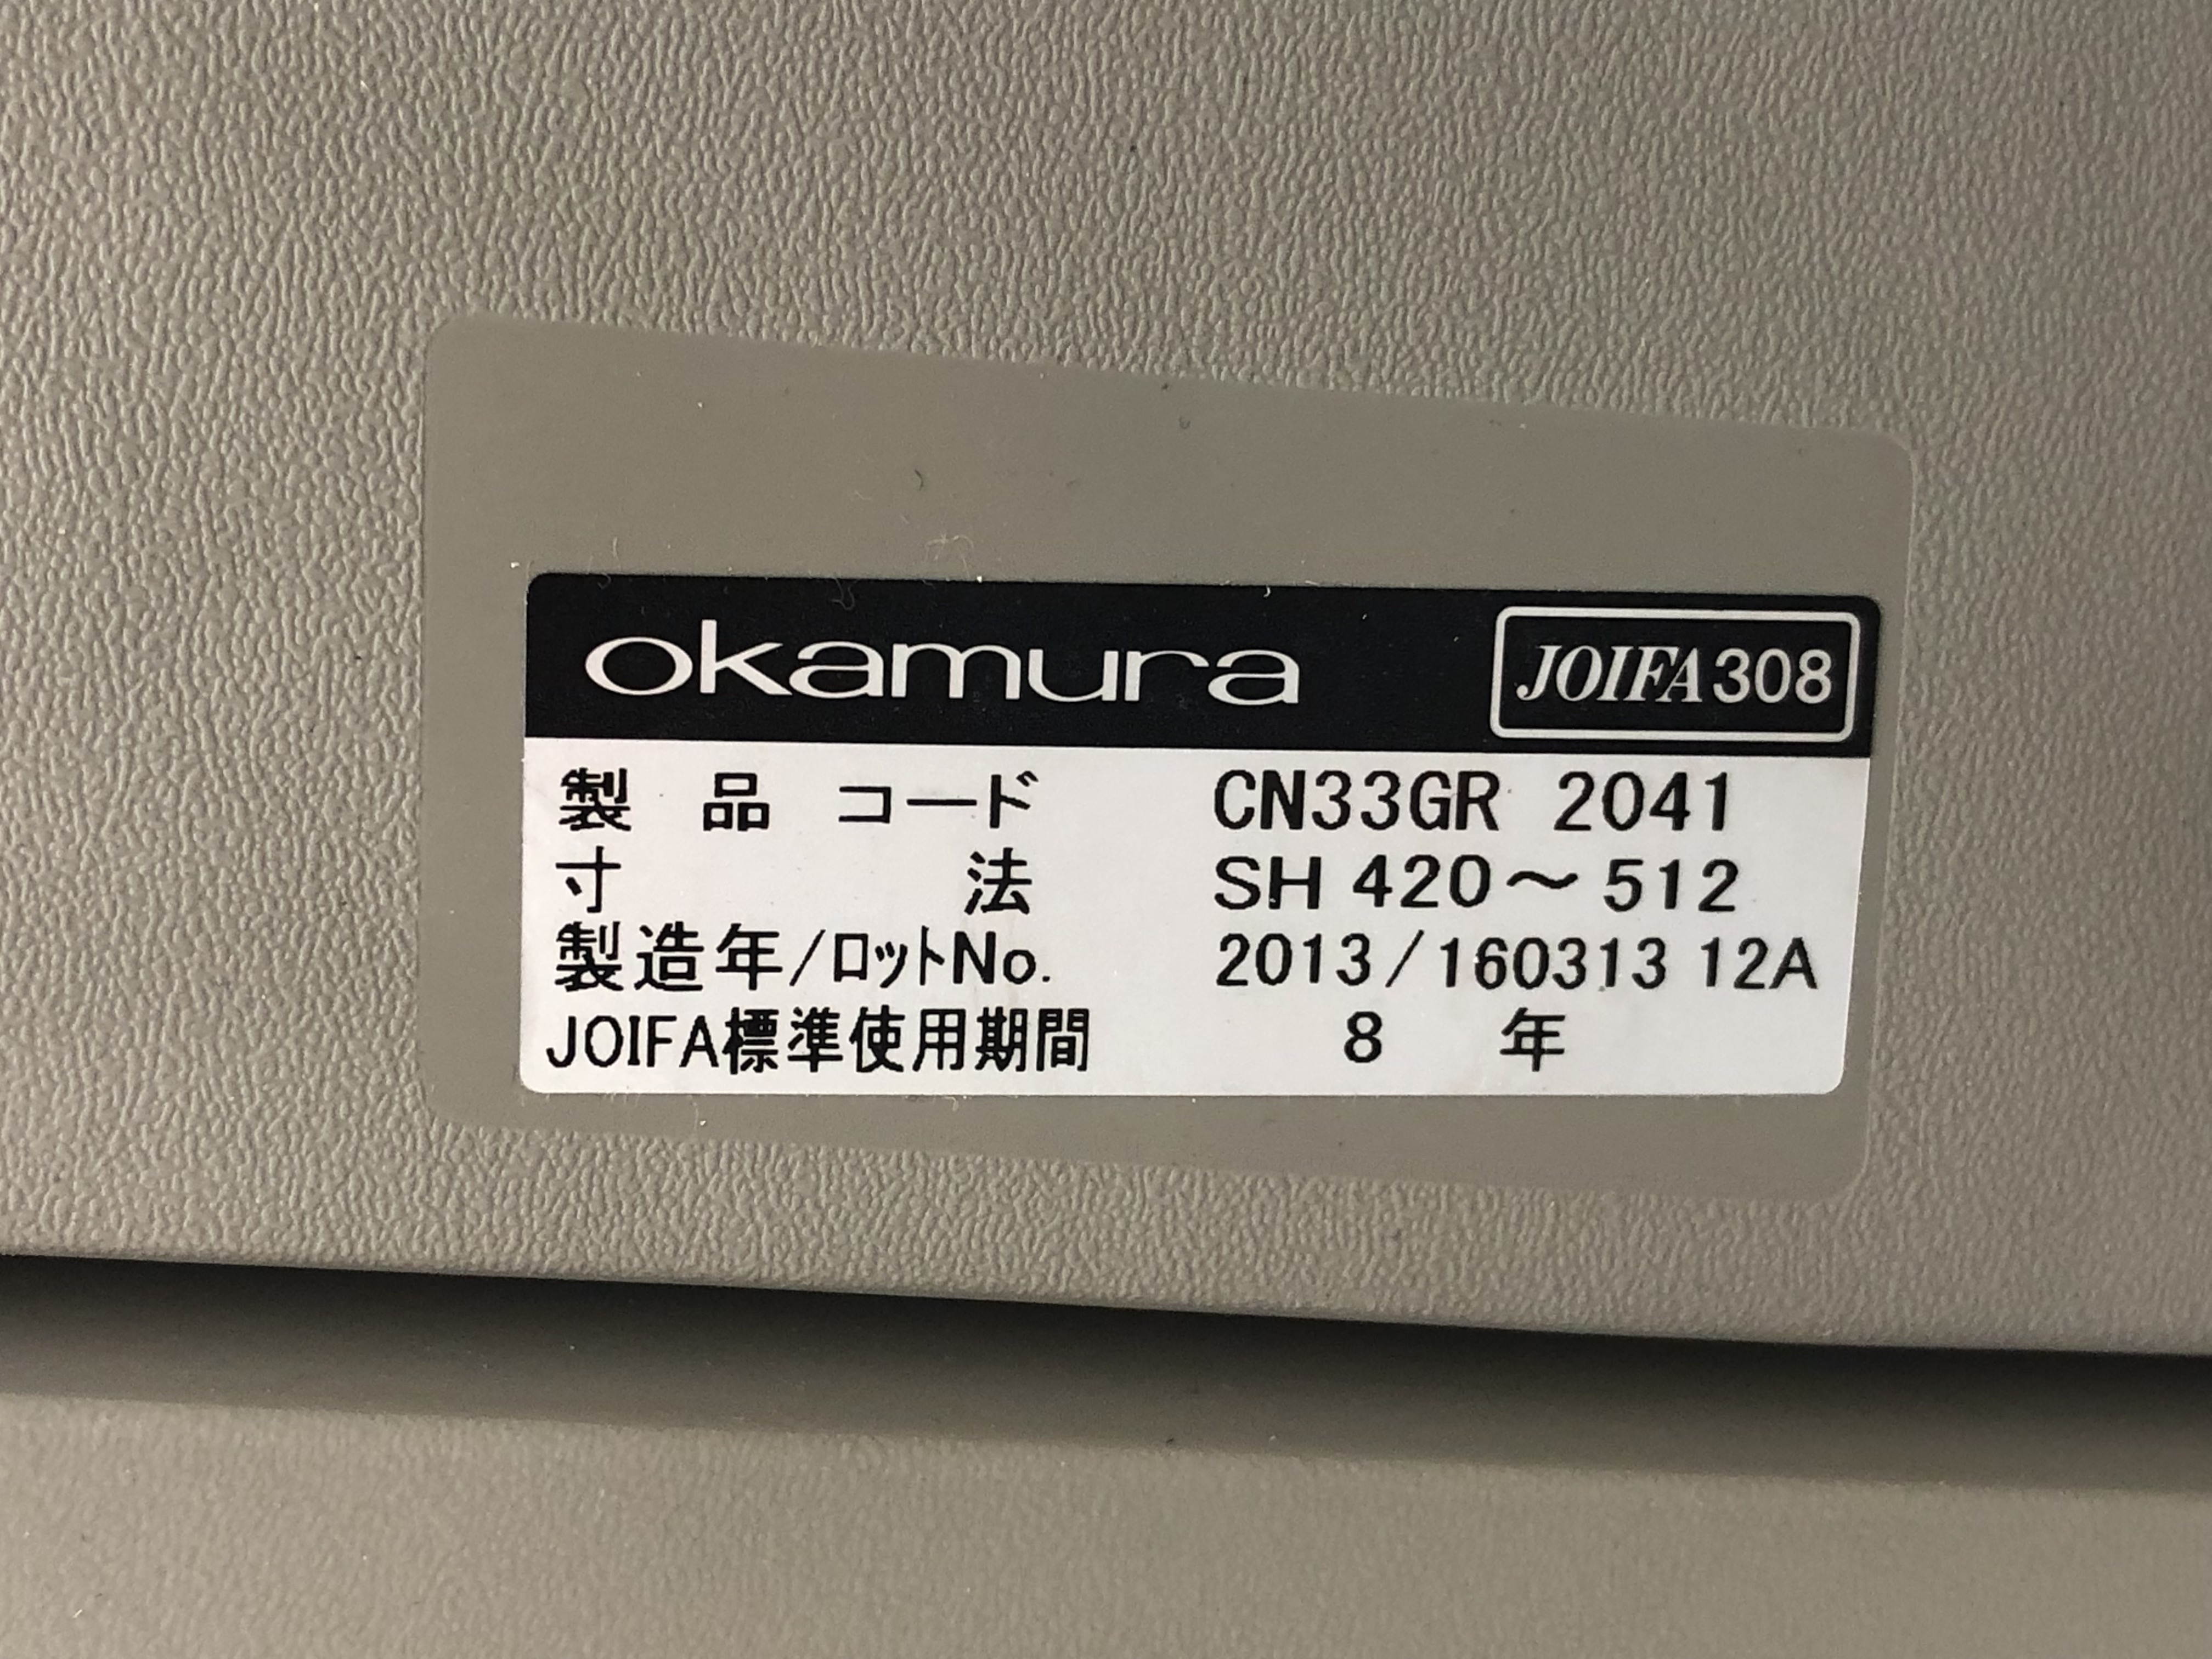 okamura JOIFA308
製品コード CN33GR 2041
寸法 SH 420～512
製造年/ロットNo. 2013/160313 12A
JOIFA標準使用期間 8 年